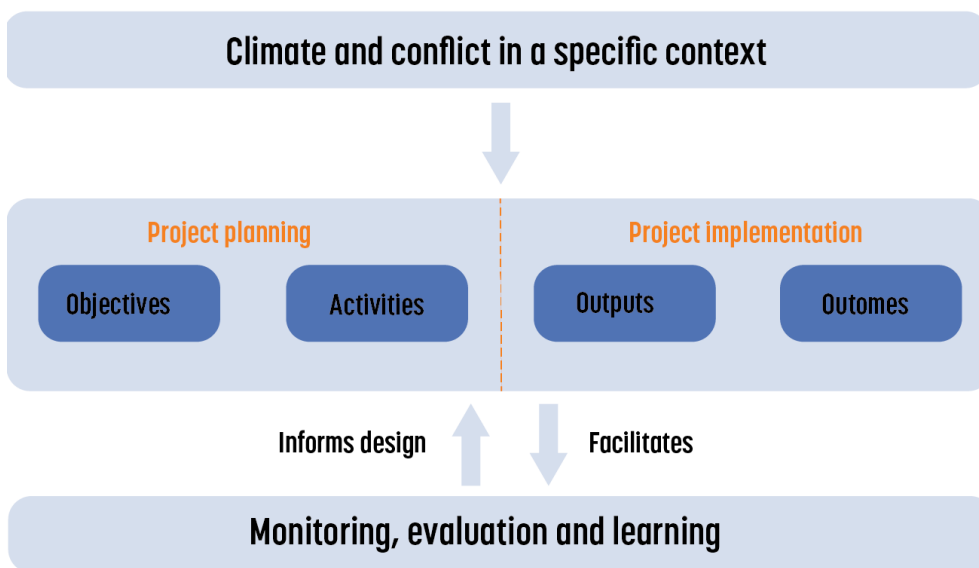 Climate and conflict in a specific context
Project planning
Project implementation
Objectives
Activities
Outputs
Outcomes
Informs design
Facilitates
Monitoring, evaluation and learning